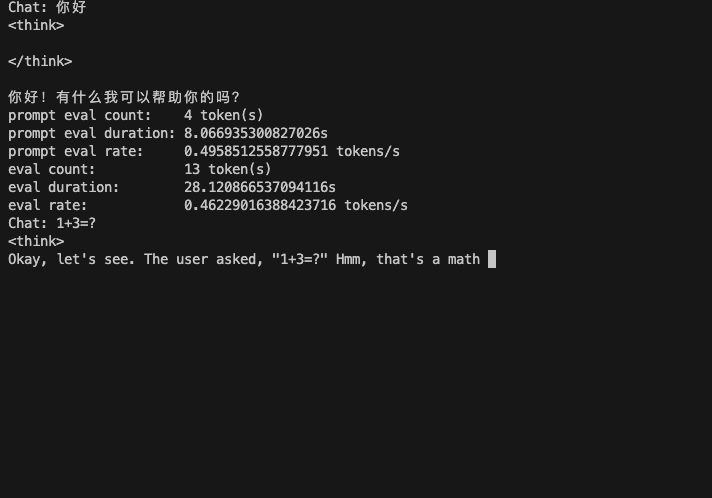 Chat: 你好
<think>
</think>
你好！有什么我可以帮助你的吗？
prompt eval count:    4 token(s)
prompt eval duration: 8.066935300827026s
prompt eval rate:     0.4958512558777951 tokens/s
eval count:           13 token(s)
eval duration:        28.120866537094116s
eval rate:            0.46229016388423716 tokens/s
Chat: 1+3=?
<think>
Okay, let's see. The user asked, "1+3=?" Hmm, that's a math